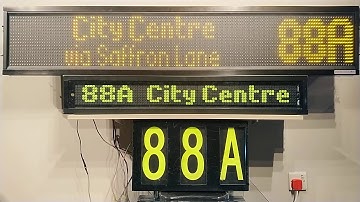 City Centre
via Saffron Lane
88A
88A City Centre
88A